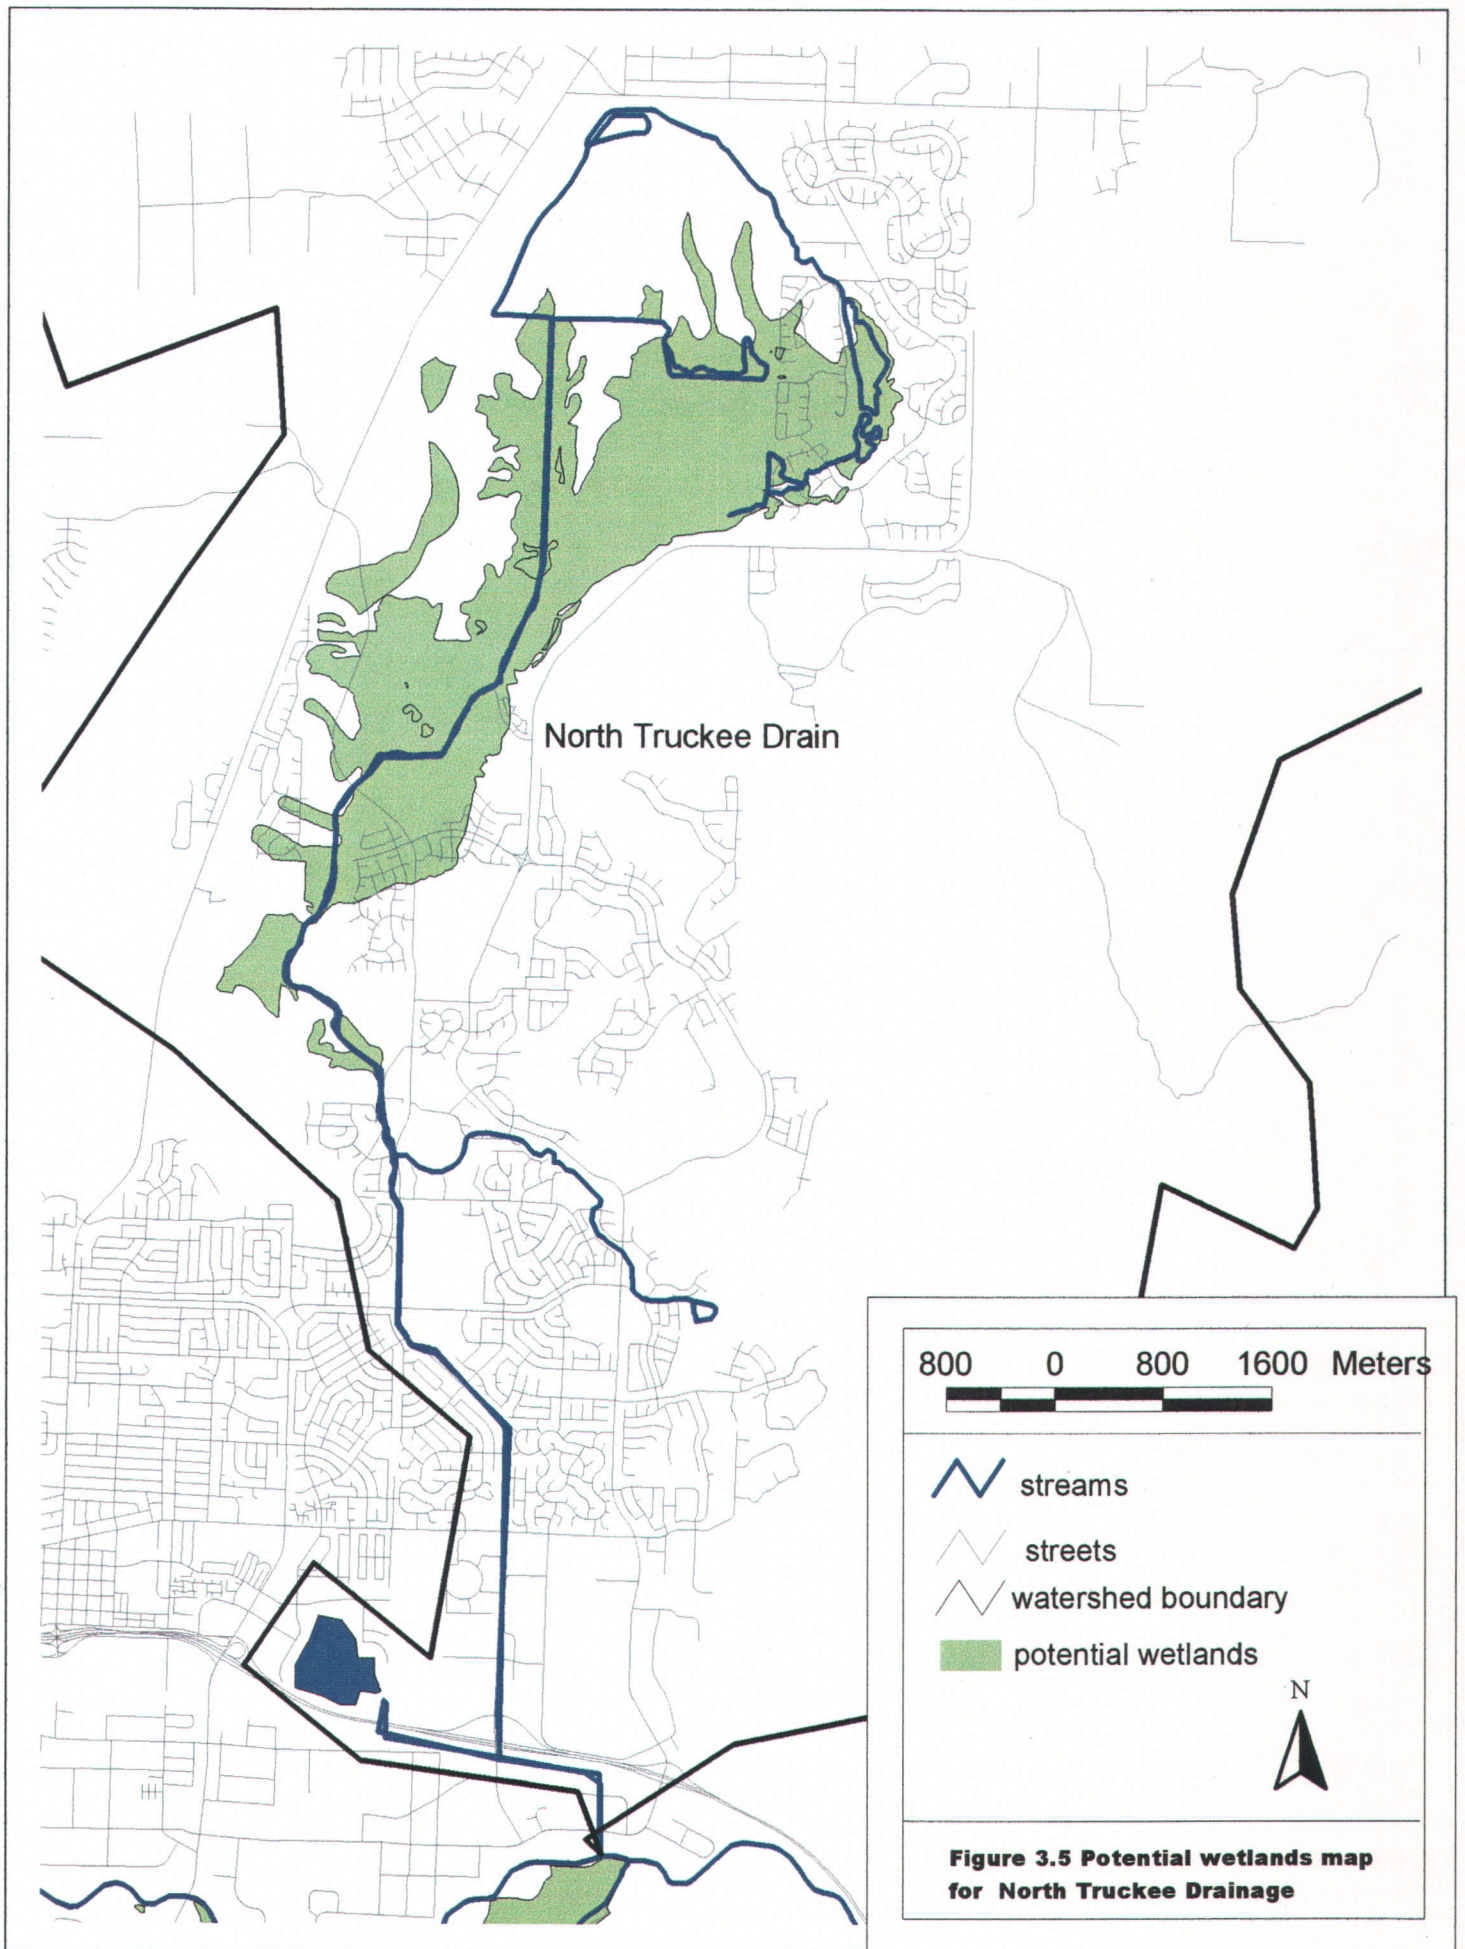 North Truckee Drain
800 0 800 1600 Meters
streams
streets
watershed boundary
potential wetlands
N
Figure 3.5 Potential wetlands map
for North Truckee Drainage